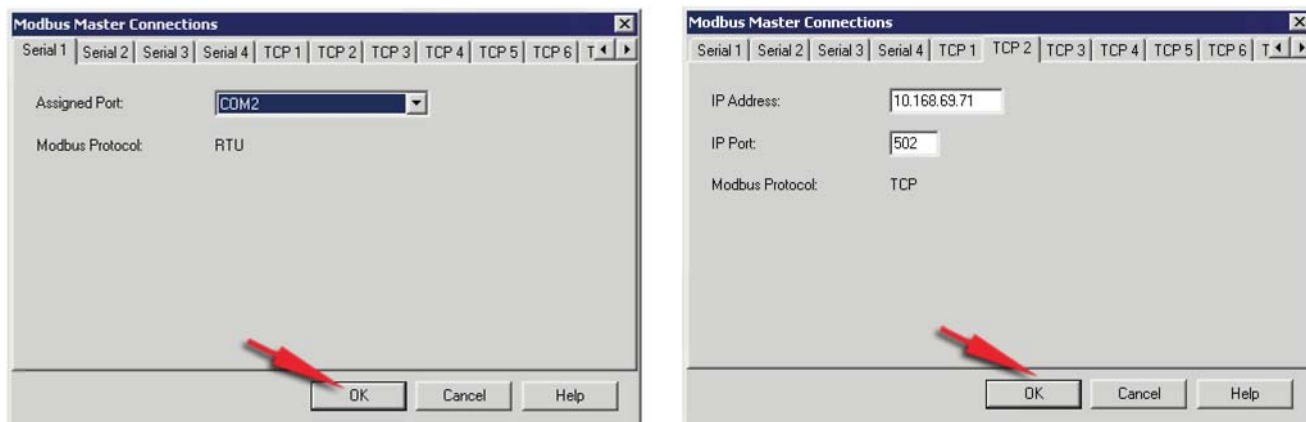 Modbus Master Connections
Serial 1 Serial 2 Serial 3 Serial 4 TCP 1 TCP 2 TCP 3 TCP 4 TCP 5 TCP 6 T
Assigned Port: COM2
Modbus Protocol: RTU
OK Cancel Help
Modbus Master Connections
Serial 1 Serial 2 Serial 3 Serial 4 TCP 1 TCP 2 TCP 3 TCP 4 TCP 5 TCP 6 T
IP Address: 10.168.69.71
IP Port: 502
Modbus Protocol: TCP
OK Cancel Help